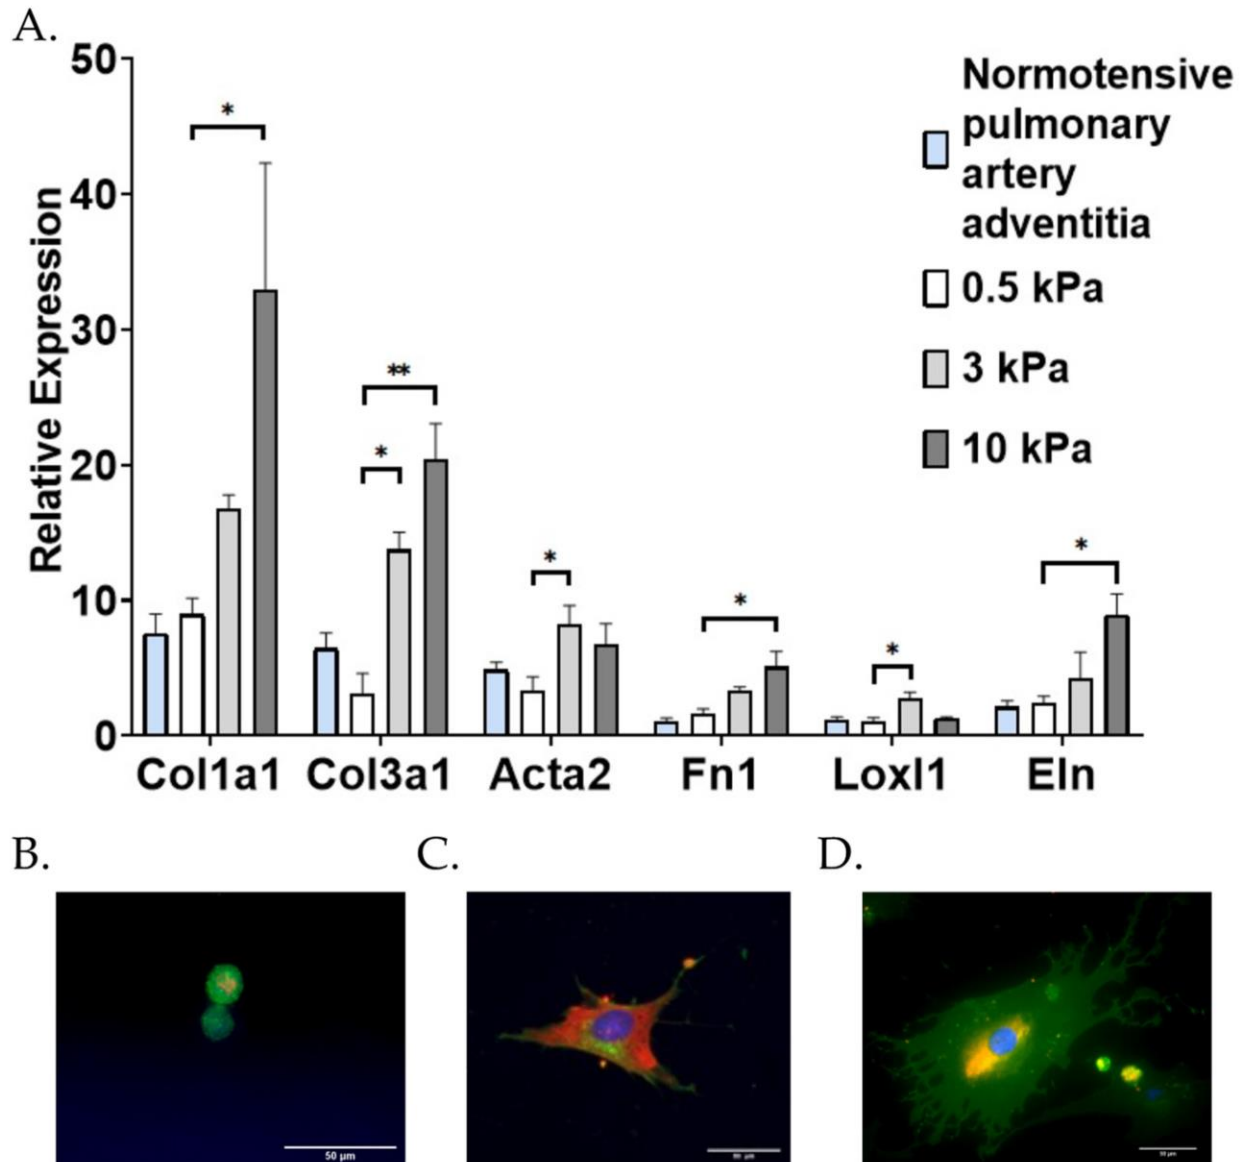 A.
50
40
30
20
10
0
Relative Expression
*
**
*
*
*
*
*
Normotensive
pulmonary
artery
adventitia
0.5 kPa
3 kPa
10 kPa
Col1a1 Col3a1 Acta2 Fn1 Loxl1 Eln
B. C. D.
50 µm